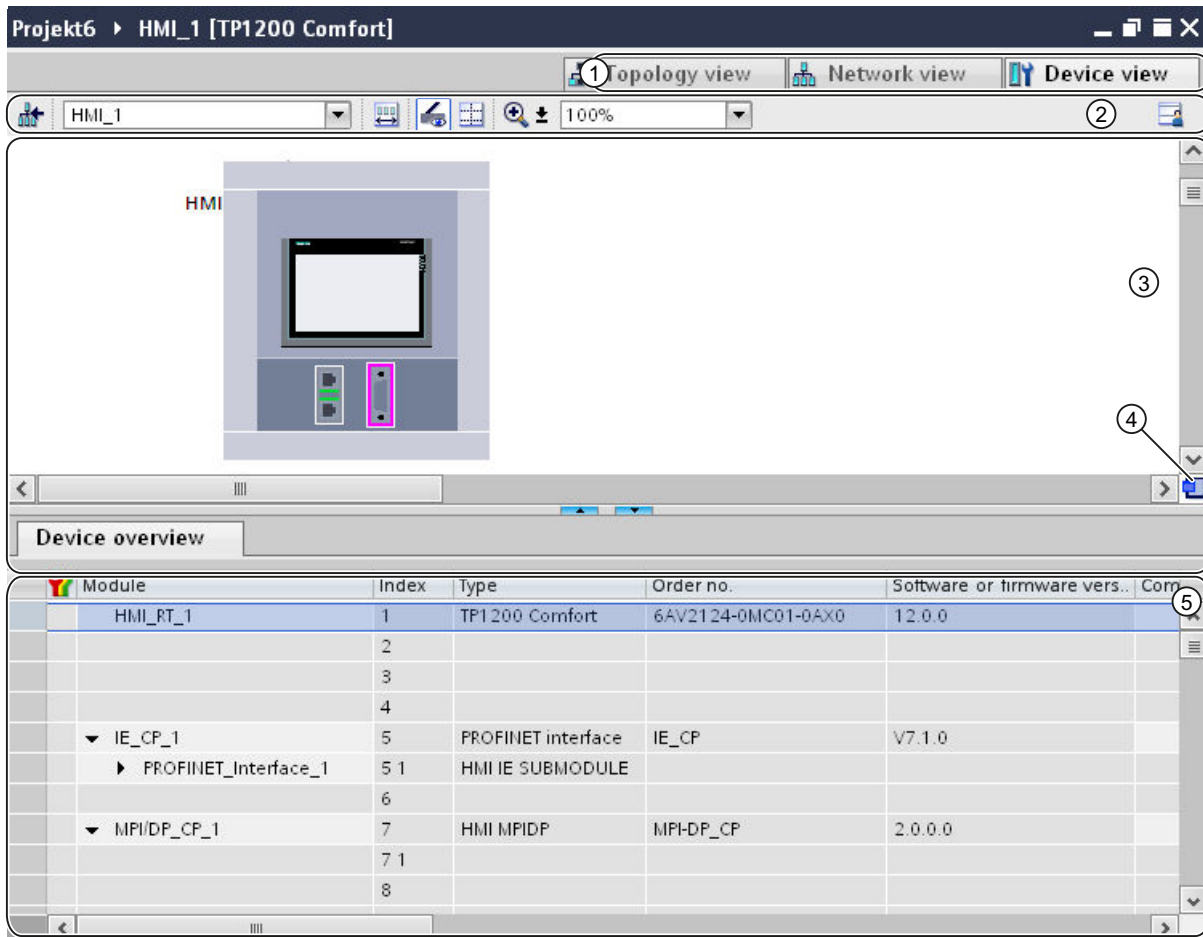 Projekt6 ▸ HMI_1 [TP1200 Comfort]
1 Topology view Network view Device view
HMI_1 100% 2
HMI
3
4
Device overview
Module Index Type Order no. Software or firmware vers.. Com
5
HMI_RT_1 1 TP1200 Comfort 6AV2124-0MC01-0AX0 12.0.0
2
3
4
IE_CP_1 5 PROFINET interface IE_CP V7.1.0
PROFINET_Interface_1 5 1 HMI IE SUBMODULE
6
MPI/DP_CP_1 7 HMI MPIDP MPI-DP_CP 2.0.0.0
7 1
8